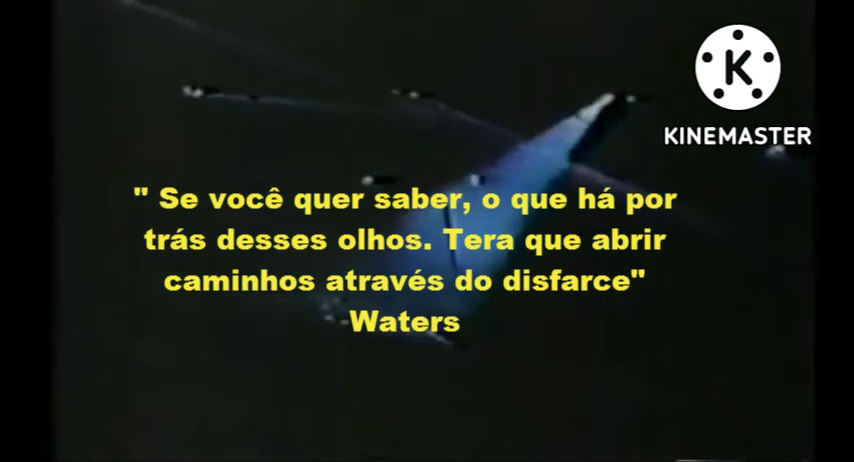 KINEMASTER
" Se você quer saber, o que há por
trás desses olhos. Tera que abrir
caminhos através do disfarce"
Waters